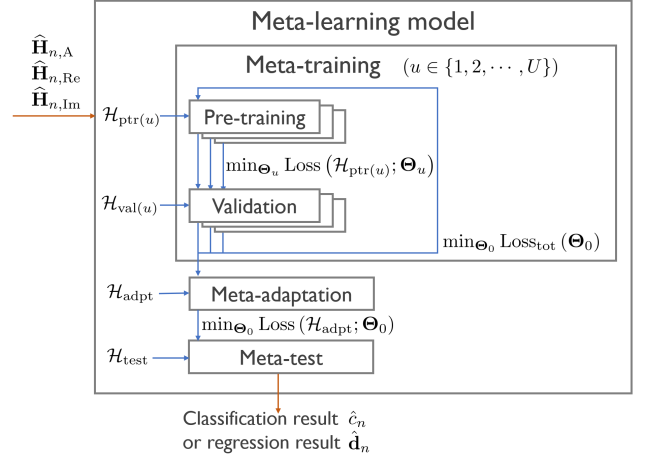 Meta-learning model
Ĥ_{n,A}
Ĥ_{n,Re}
Ĥ_{n,Im}
Meta-training (u ∈ {1, 2, ⋯, U})
ℋ_{ptr(u)}
Pre-training
min_{Θ_u} Loss (ℋ_{ptr(u)}; Θ_u)
ℋ_{val(u)}
Validation
min_{Θ_0} Loss_{tot} (Θ_0)
ℋ_{adpt}
Meta-adaptation
min_{Θ_0} Loss (ℋ_{adpt}; Θ_0)
ℋ_{test}
Meta-test
Classification result ĉ_n
or regression result d̂_n